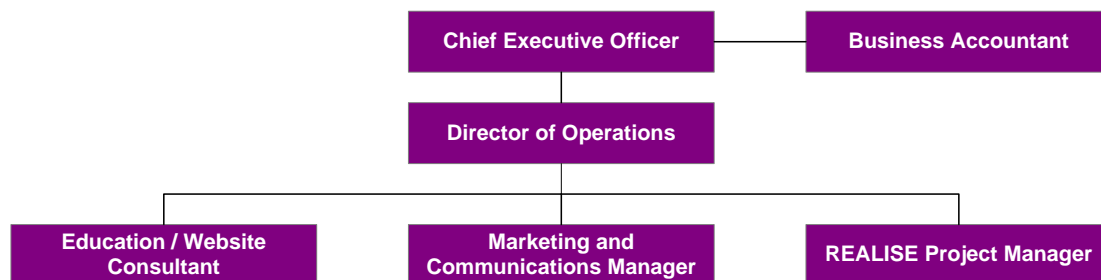 Chief Executive Officer
Business Accountant
Director of Operations
Education / Website
Consultant
Marketing and
Communications Manager
REALISE Project Manager